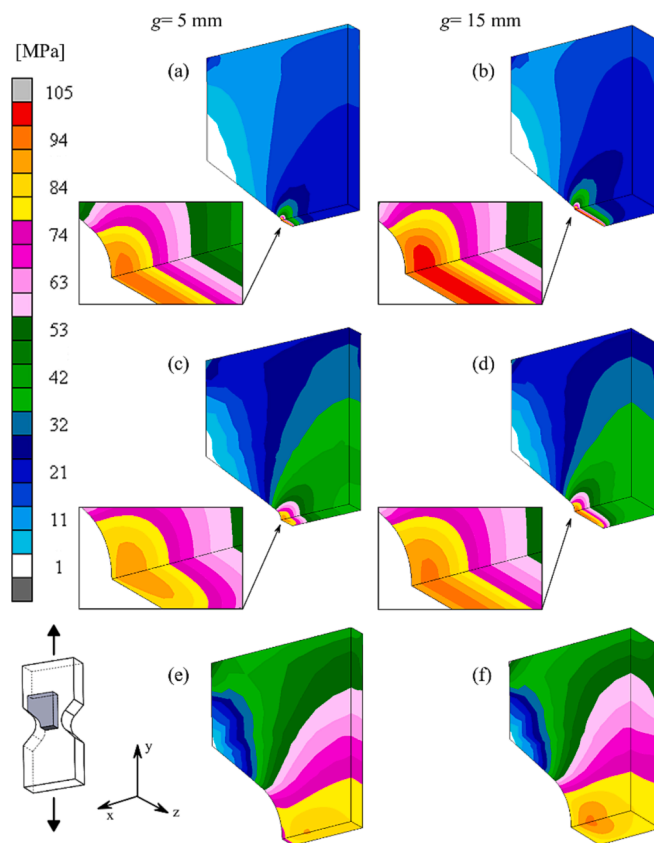 g= 5 mm
g= 15 mm
[MPa]
(a)
(b)
105
94
84
74
63
53
42
32
21
11
1
(c)
(d)
(e)
(f)
y
x
z